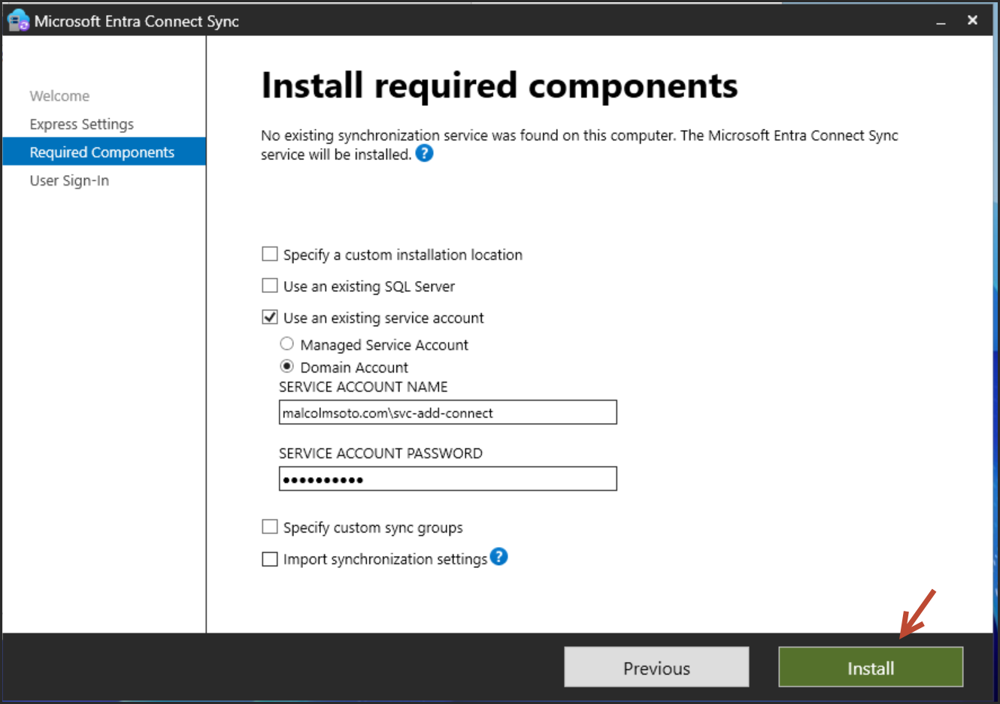 Microsoft Entra Connect Sync
Welcome
Express Settings
Required Components
User Sign-In
Install required components
No existing synchronization service was found on this computer. The Microsoft Entra Connect Sync
service will be installed. ?
Specify a custom installation location
Use an existing SQL Server
Use an existing service account
Managed Service Account
Domain Account
SERVICE ACCOUNT NAME
malcolmsoto.com\svc-add-connect
SERVICE ACCOUNT PASSWORD
••••••••••
Specify custom sync groups
Import synchronization settings ?
Previous
Install